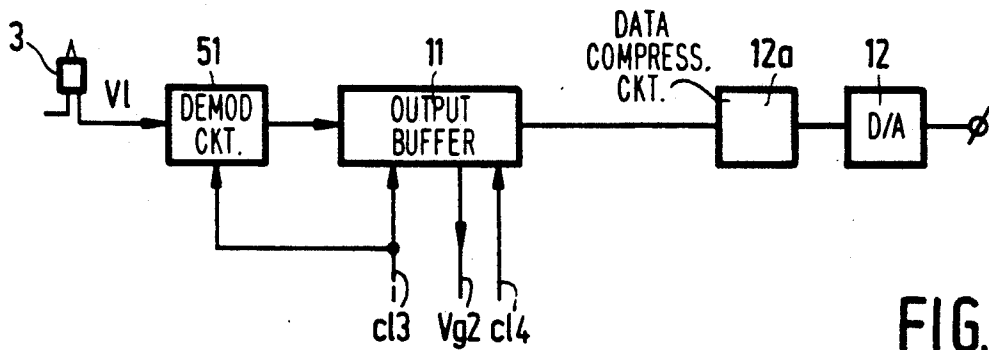 3
Vl
51
DEMOD
CKT.
11
OUTPUT
BUFFER
DATA
COMPRESS.
CKT.
12a
12
D/A
cl3
Vg2
cl4
FIG.